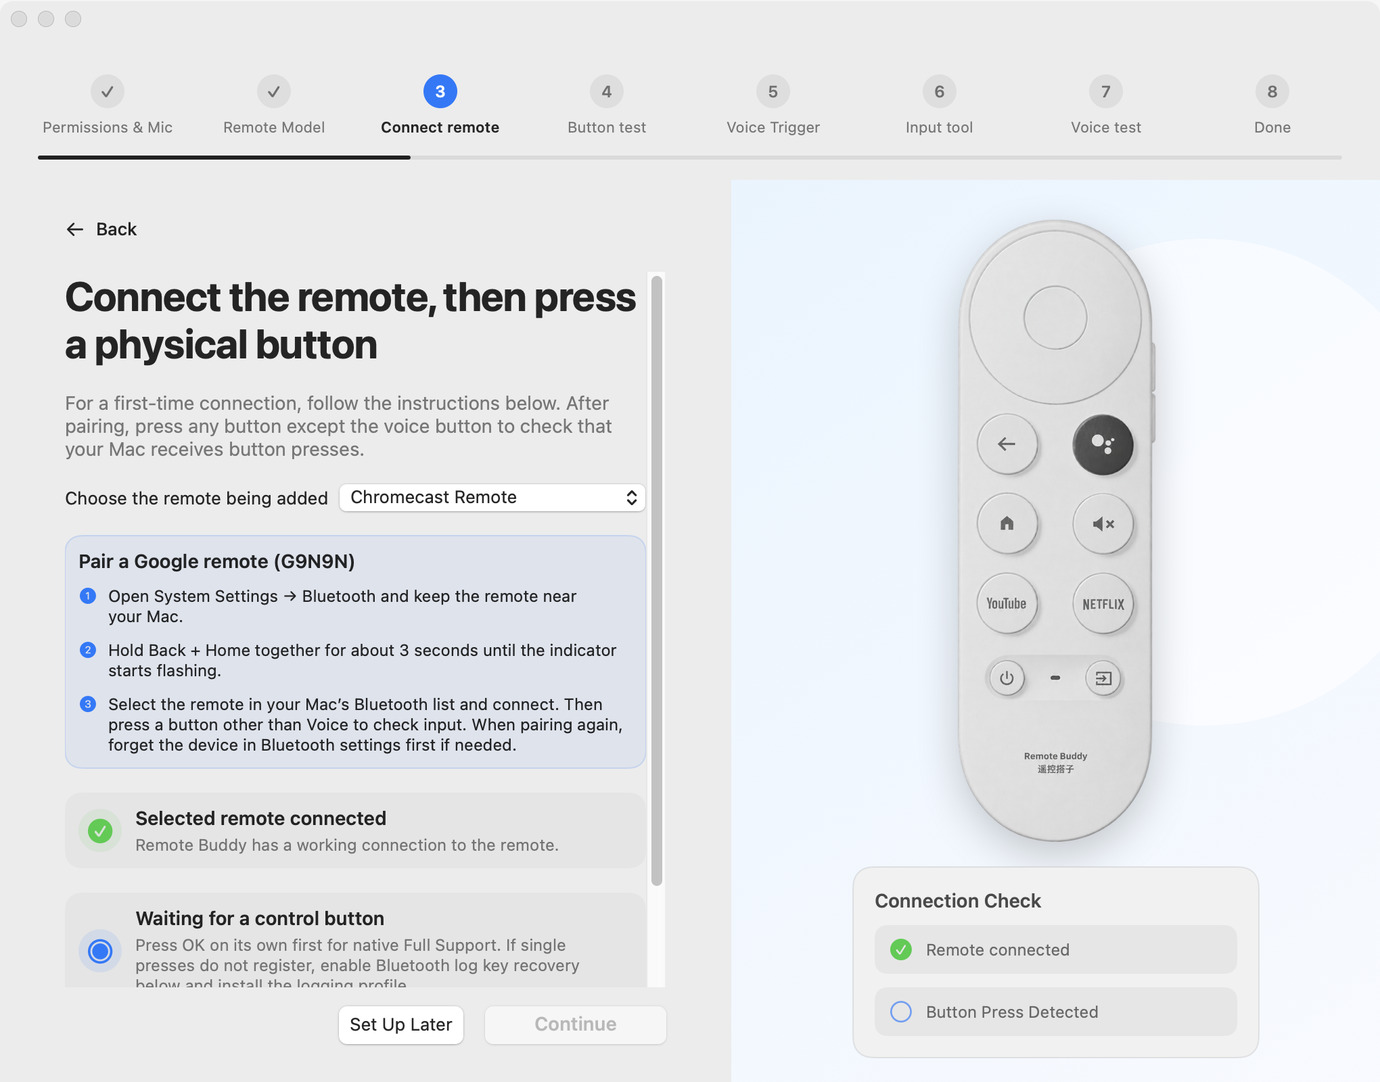 3 4 5 6 7 8
Permissions & Mic Remote Model Connect remote Button test Voice Trigger Input tool Voice test Done
Back
Connect the remote, then press
a physical button
For a first-time connection, follow the instructions below. After
pairing, press any button except the voice button to check that
your Mac receives button presses.
Choose the remote being added Chromecast Remote
Pair a Google remote (G9N9N)
1 Open System Settings → Bluetooth and keep the remote near
your Mac.
2 Hold Back + Home together for about 3 seconds until the indicator
starts flashing.
3 Select the remote in your Mac's Bluetooth list and connect. Then
press a button other than Voice to check input. When pairing again,
forget the device in Bluetooth settings first if needed.
Selected remote connected
Remote Buddy has a working connection to the remote.
Waiting for a control button
Press OK on its own first for native Full Support. If single
presses do not register, enable Bluetooth log key recovery
below and install the logging profile.
Set Up Later Continue
YouTube NETFLIX
Remote Buddy
遥控搭子
Connection Check
Remote connected
Button Press Detected